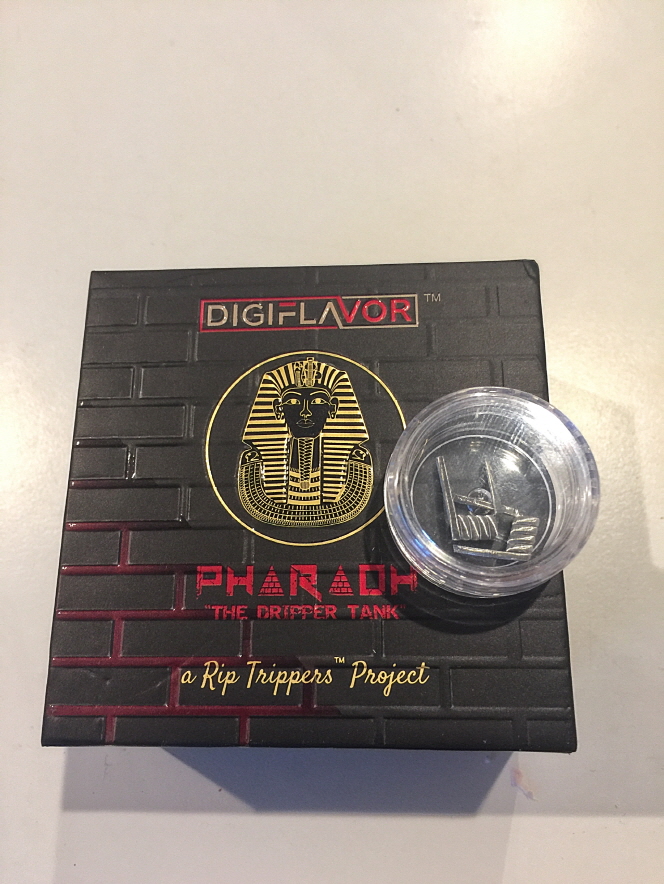 DIGIFLAVOR™
PHARAOH
"THE DRIPPER TANK"
a Rip Trippers™ Project